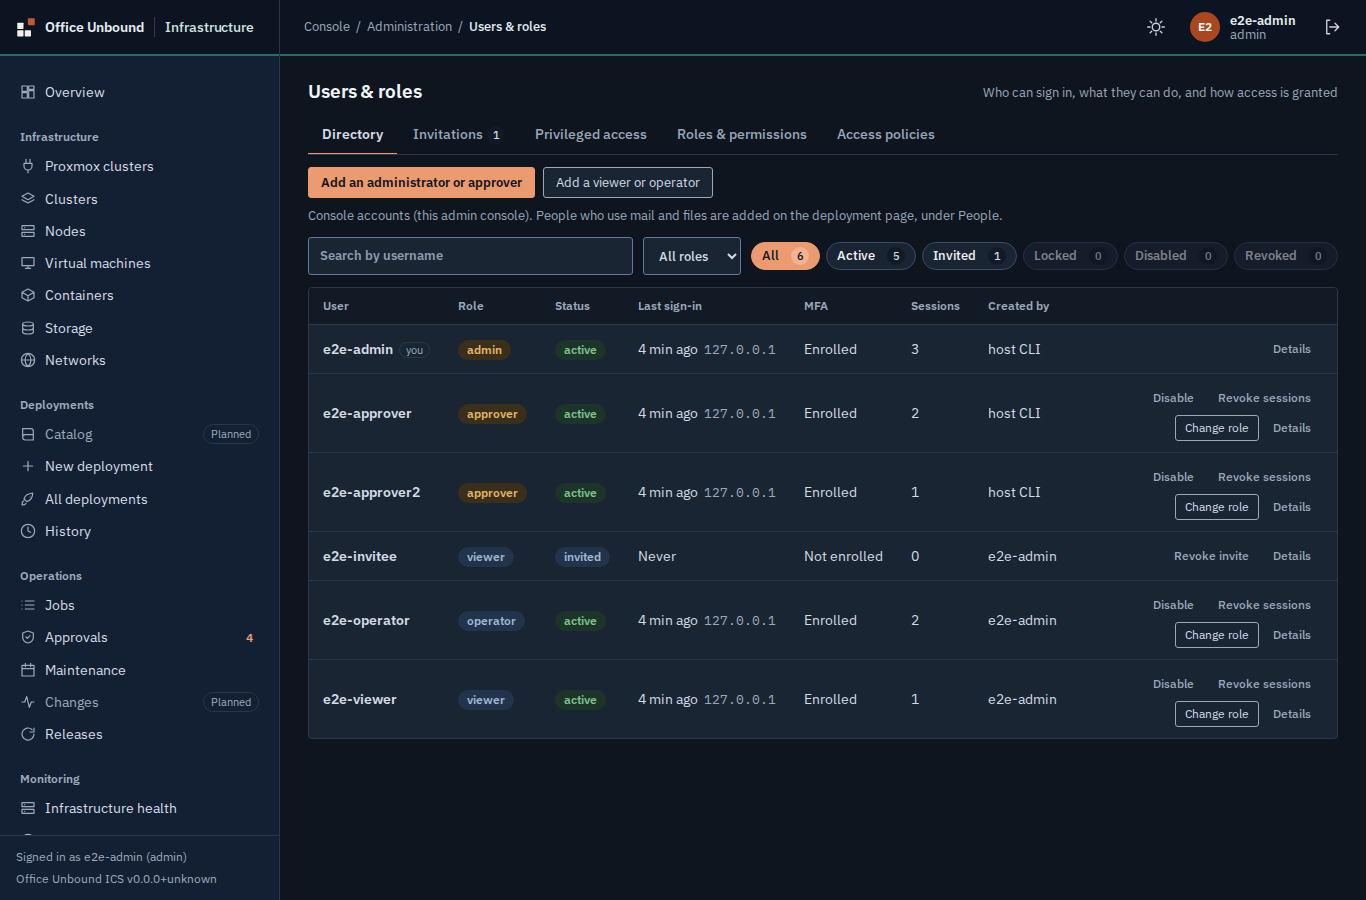 Office Unbound Infrastructure
Console / Administration / Users & roles
E2 e2e-admin
admin
Overview
Infrastructure
Proxmox clusters
Clusters
Nodes
Virtual machines
Containers
Storage
Networks
Deployments
Catalog Planned
New deployment
All deployments
History
Operations
Jobs
Approvals 4
Maintenance
Changes Planned
Releases
Monitoring
Infrastructure health
Signed in as e2e-admin (admin)
Office Unbound ICS v0.0.0+unknown
Users & roles
Who can sign in, what they can do, and how access is granted
Directory Invitations 1 Privileged access Roles & permissions Access policies
Add an administrator or approver Add a viewer or operator
Console accounts (this admin console). People who use mail and files are added on the deployment page, under People.
Search by username All roles All 6 Active 5 Invited 1 Locked 0 Disabled 0 Revoked 0
User Role Status Last sign-in MFA Sessions Created by
e2e-admin you admin active 4 min ago 127.0.0.1 Enrolled 3 host CLI Details
e2e-approver approver active 4 min ago 127.0.0.1 Enrolled 2 host CLI Disable Revoke sessions
Change role Details
e2e-approver2 approver active 4 min ago 127.0.0.1 Enrolled 1 host CLI Disable Revoke sessions
Change role Details
e2e-invitee viewer invited Never Not enrolled 0 e2e-admin Revoke invite Details
e2e-operator operator active 4 min ago 127.0.0.1 Enrolled 2 e2e-admin Disable Revoke sessions
Change role Details
e2e-viewer viewer active 4 min ago 127.0.0.1 Enrolled 1 e2e-admin Disable Revoke sessions
Change role Details